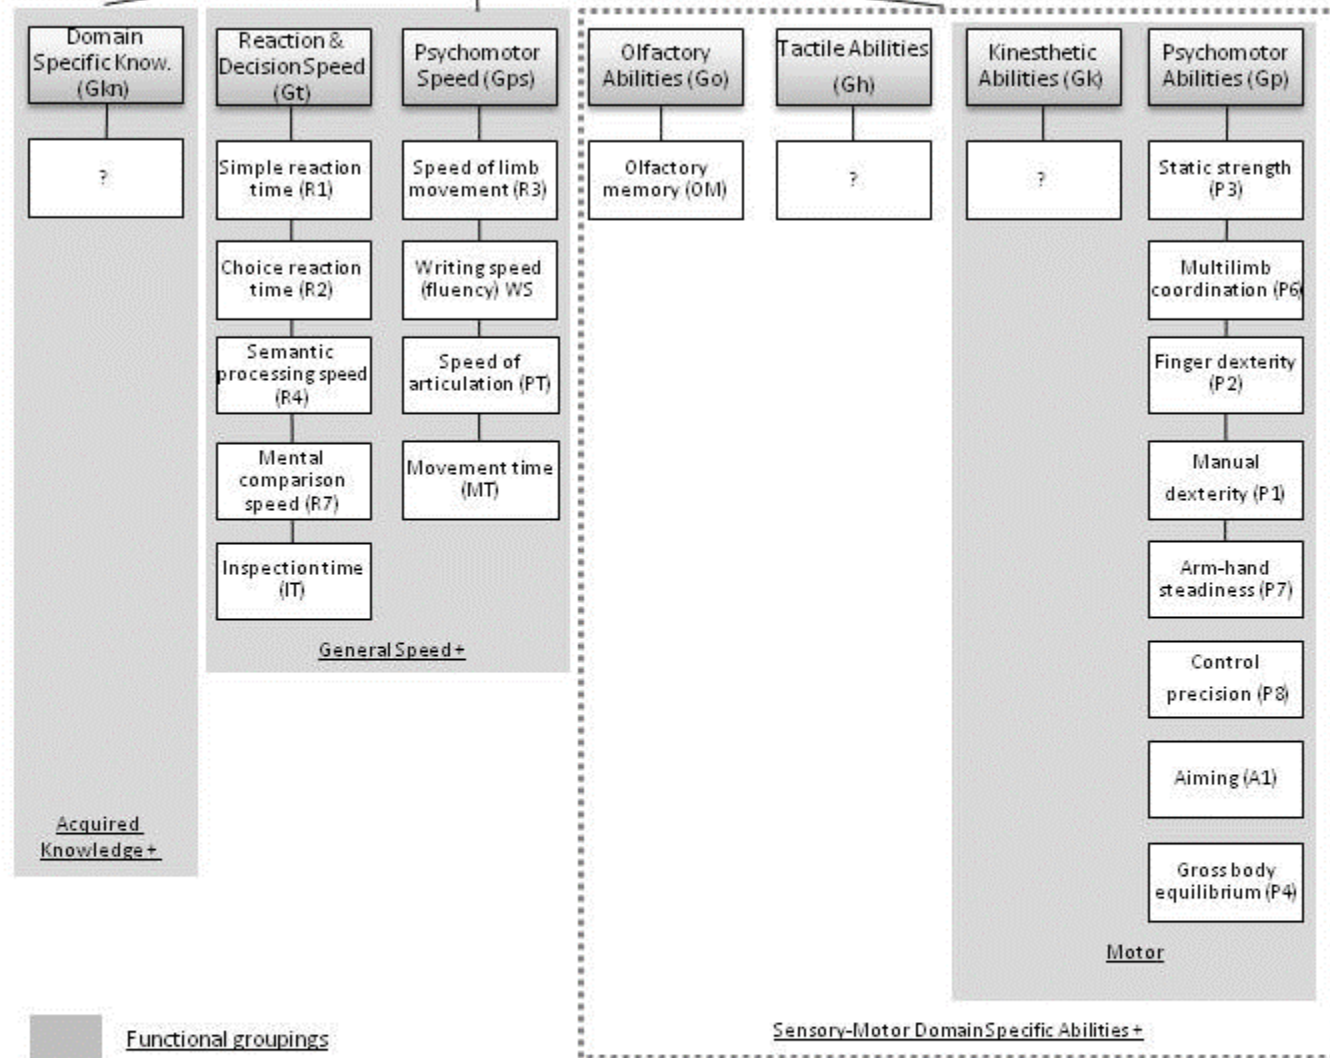 Domain
Specific Know.
(Gkn)
?
Acquired
Knowledge+
Reaction &
Decision Speed
(Gt)
Simple reaction
time (R1)
Choice reaction
time (R2)
Semantic
processing speed
(R4)
Mental
comparison
speed (R7)
Inspection time
(IT)
Psychomotor
Speed (Gps)
Speed of limb
movement (R3)
Writing speed
(fluency) WS
Speed of
articulation (PT)
Movement time
(MT)
General Speed+
Olfactory
Abilities (Go)
Olfactory
memory (OM)
Tactile Abilities
(Gh)
?
Kinesthetic
Abilities (Gk)
?
Psychomotor
Abilities (Gp)
Static strength
(P3)
Multilimb
coordination (P6)
Finger dexterity
(P2)
Manual
dexterity (P1)
Arm-hand
steadiness (P7)
Control
precision (P8)
Aiming (A1)
Gross body
equilibrium (P4)
Motor
Sensory-Motor Domain Specific Abilities+
Functional groupings